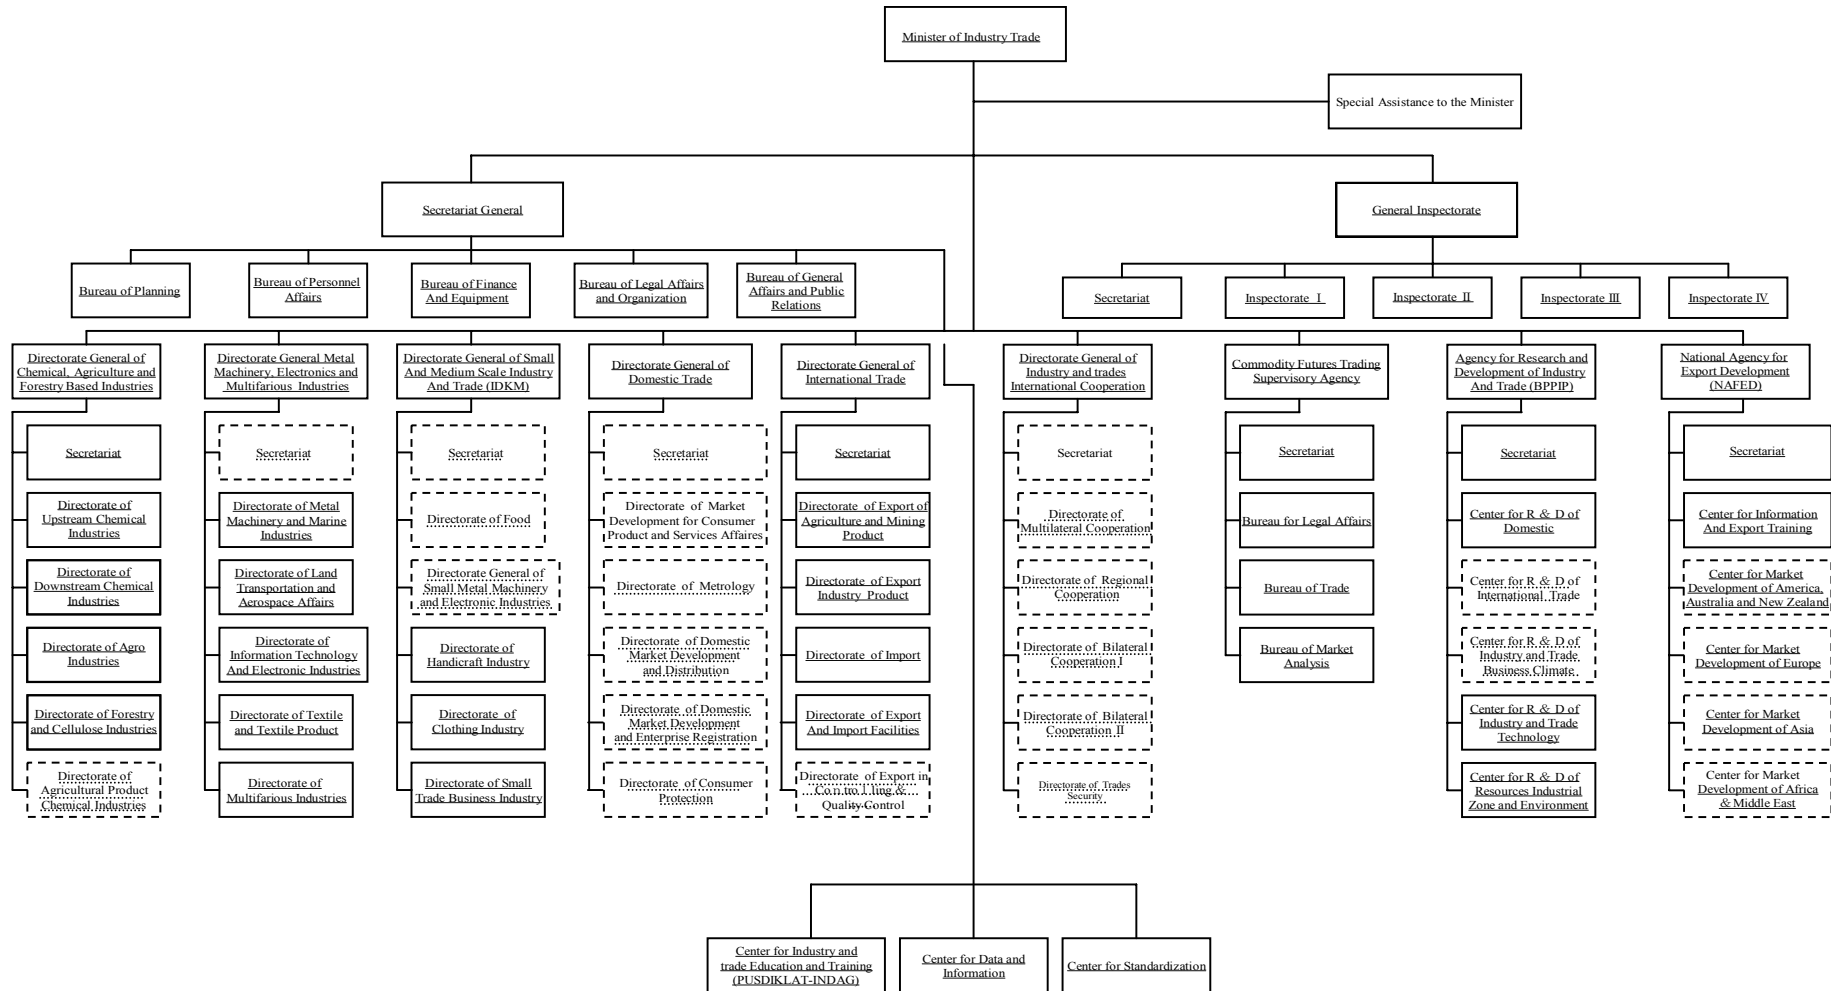 Minister of Industry Trade
Special Assistance to the Minister
Secretariat General
General Inspectorate
Bureau of Planning
Bureau of Personnel
Affairs
Bureau of Finance
And Equipment
Bureau of Legal Affairs
and Organization
Bureau of General
Affairs and Public
Relations
Secretariat
Inspectorate I
Inspectorate II
Inspectorate III
Inspectorate IV
Directorate General of
Chemical, Agriculture and
Forestry Based Industries
Directorate General Metal
Machinery, Electronics and
Multifarious Industries
Directorate General of Small
And Medium Scale Industry
And Trade (IDKM)
Directorate General of
Domestic Trade
Directorate General of
International Trade
Directorate General of
Industry and trades
International Cooperation
Commodity Futures Trading
Supervisory Agency
Agency for Research and
Development of Industry
And Trade (BPPIP)
National Agency for
Export Development
(NAFED)
Secretariat
Directorate of
Upstream Chemical
Industries
Directorate of
Downstream Chemical
Industries
Directorate of Agro
Industries
Directorate of Forestry
and Cellulose Industries
Directorate of
Agricultural Product
Chemical Industries
Secretariat
Directorate of Metal
Machinery and Marine
Industries
Directorate of Land
Transportation and
Aerospace Affairs
Directorate of
Information Technology
And Electronic Industries
Directorate of Textile
and Textile Product
Directorate of
Multifarious Industries
Secretariat
Directorate of Food
Directorate General of
Small Metal Machinery
and Electronic Industries
Directorate of
Handicraft Industry
Directorate of
Clothing Industry
Directorate of Small
Trade Business Industry
Secretariat
Directorate of Market
Development for Consumer
Product and Services Affaires
Directorate of Metrology
Directorate of Domestic
Market Development
and Distribution
Directorate of Domestic
Market Development
and Enterprise Registration
Directorate of Consumer
Protection
Secretariat
Directorate of Export of
Agriculture and Mining
Product
Directorate of Export
Industry Product
Directorate of Import
Directorate of Export
And Import Facilities
Directorate of Export in
Controlling &
Quality Control
Secretariat
Directorate of
Multilateral Cooperation
Directorate of Regional
Cooperation
Directorate of Bilateral
Cooperation I
Directorate of Bilateral
Cooperation II
Directorate of Trades
Security
Secretariat
Bureau for Legal Affairs
Bureau of Trade
Bureau of Market
Analysis
Secretariat
Center for R & D of
Domestic
Center for R & D of
International Trade
Center for R & D of
Industry and Trade
Business Climate
Center for R & D of
Industry and Trade
Technology
Center for R & D of
Resources Industrial
Zone and Environment
Secretariat
Center for Information
And Export Training
Center for Market
Development of America,
Australia and New Zealand
Center for Market
Development of Europe
Center for Market
Development of Asia
Center for Market
Development of Africa
& Middle East
Center for Industry and
trade Education and Training
(PUSDIKLAT-INDAG)
Center for Data and
Information
Center for Standardization